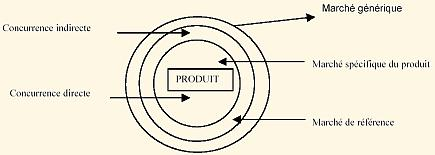 Marché générique
Concurrence indirecte
Marché spécifique du produit
PRODUIT
Concurrence directe
Marché de référence